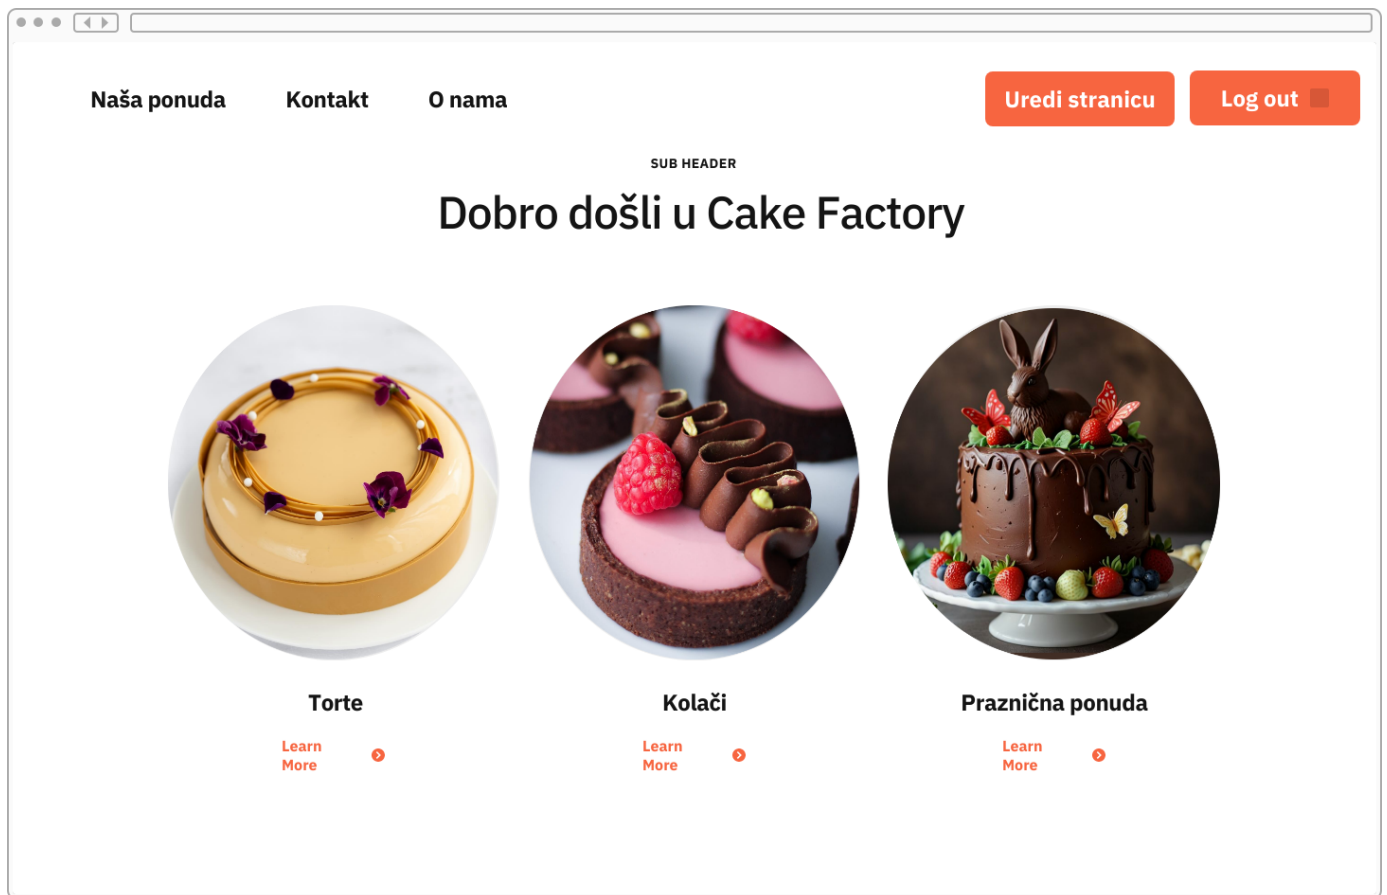 Naša ponuda
Kontakt
O nama
Uredi stranicu
Log out
SUB HEADER
Dobro došli u Cake Factory
Torte
Learn
More
Kolači
Learn
More
Praznična ponuda
Learn
More